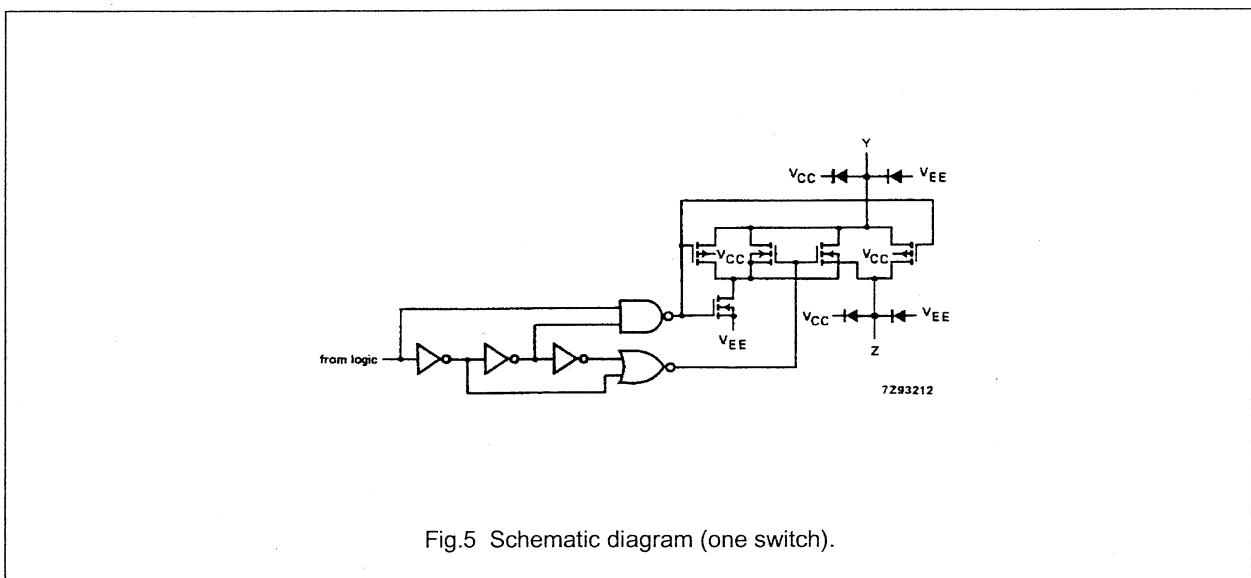 Y
VCC VEE
VCC VCC
VEE
VCC VEE
from logic
Z
7Z93212
Fig.5 Schematic diagram (one switch).